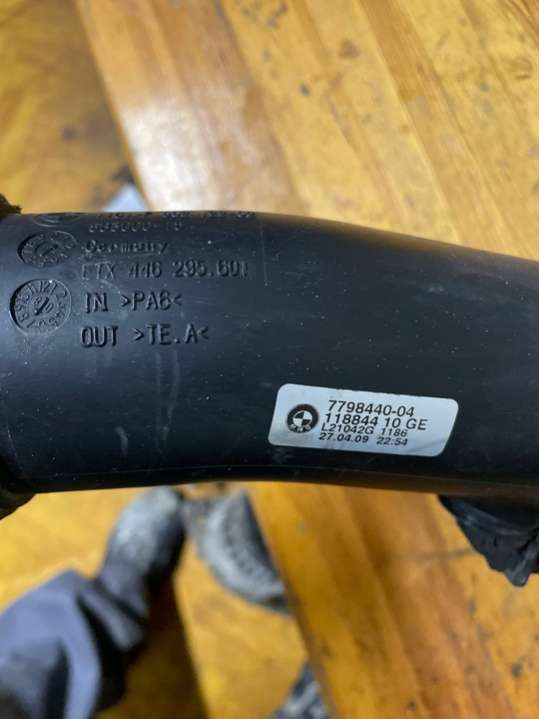 Germany
ETX 446 295.601
IN >PA6<
OUT >TE.A<
7798440-04
118844 10 GE
L21042G 1186
27.04.09 22:54